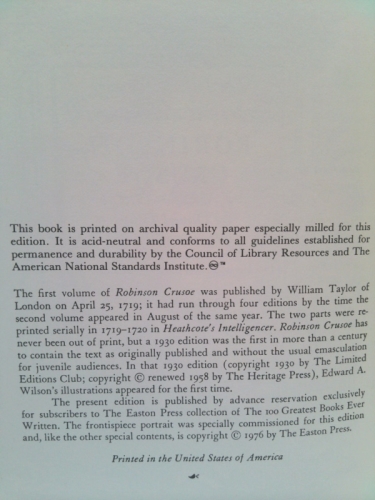 This book is printed on archival quality paper especially milled for this
edition. It is acid-neutral and conforms to all guidelines established for
permanence and durability by the Council of Library Resources and The
American National Standards Institute.♾™
The first volume of Robinson Crusoe was published by William Taylor of
London on April 25, 1719; it had run through four editions by the time the
second volume appeared in August of the same year. The two parts were re-
printed serially in 1719-1720 in Heathcote's Intelligencer. Robinson Crusoe has
never been out of print, but a 1930 edition was the first in more than a century
to contain the text as originally published and without the usual emasculation
for juvenile audiences. In that 1930 edition (copyright 1930 by The Limited
Editions Club; copyright © renewed 1958 by The Heritage Press), Edward A.
Wilson's illustrations appeared for the first time.
The present edition is published by advance reservation exclusively
for subscribers to The Easton Press collection of The 100 Greatest Books Ever
Written. The frontispiece portrait was specially commissioned for this edition
and, like the other special contents, is copyright © 1976 by The Easton Press.
Printed in the United States of America